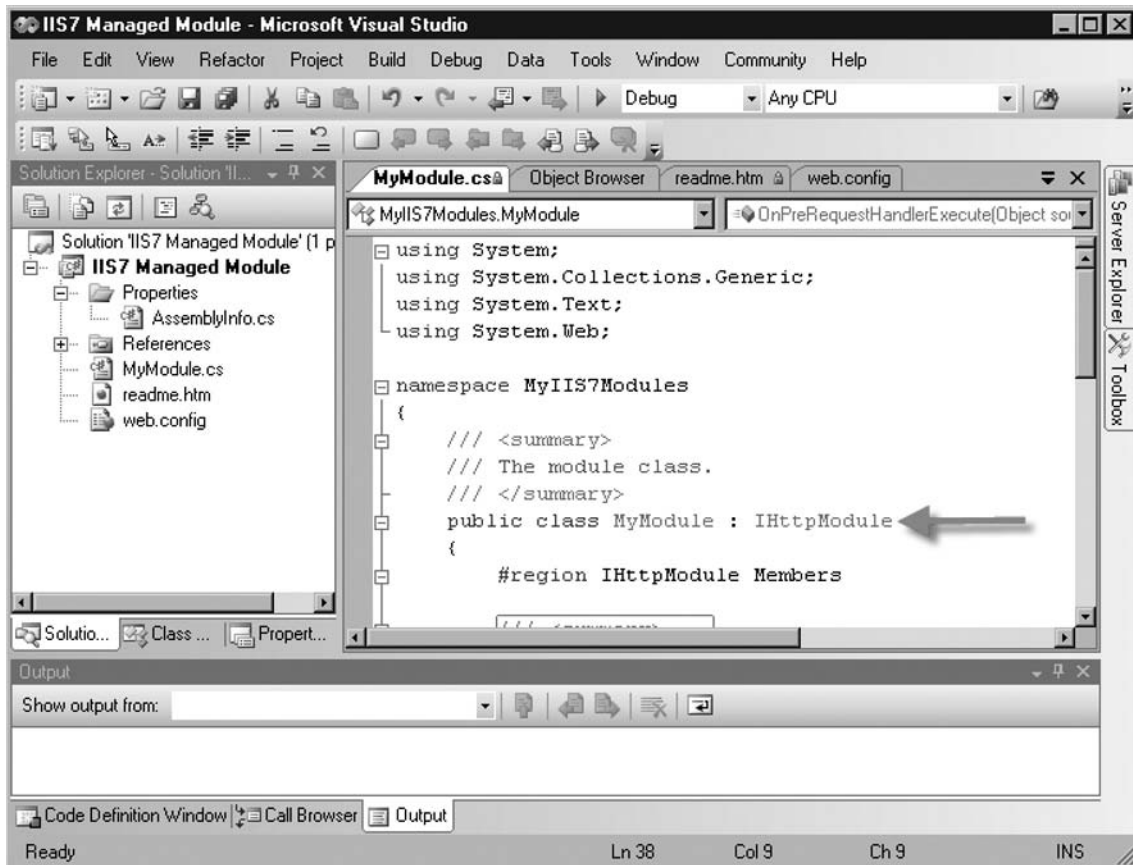 IIS7 Managed Module - Microsoft Visual Studio
File Edit View Refactor Project Build Debug Data Tools Window Community Help
Debug Any CPU
Solution Explorer - Solution 'II...
MyModule.cs Object Browser readme.htm web.config
MyIIS7Modules.MyModule OnPreRequestHandlerExecute(Object sou
Solution 'IIS7 Managed Module' (1 p
IIS7 Managed Module
Properties
AssemblyInfo.cs
References
MyModule.cs
readme.htm
web.config
using System;
using System.Collections.Generic;
using System.Text;
using System.Web;
namespace MyIIS7Modules
{
/// <summary>
/// The module class.
/// </summary>
public class MyModule : IHttpModule
{
#region IHttpModule Members
Server Explorer
Toolbox
Solutio... Class ... Propert...
Output
Show output from:
Code Definition Window Call Browser Output
Ready Ln 38 Col 9 Ch 9 INS